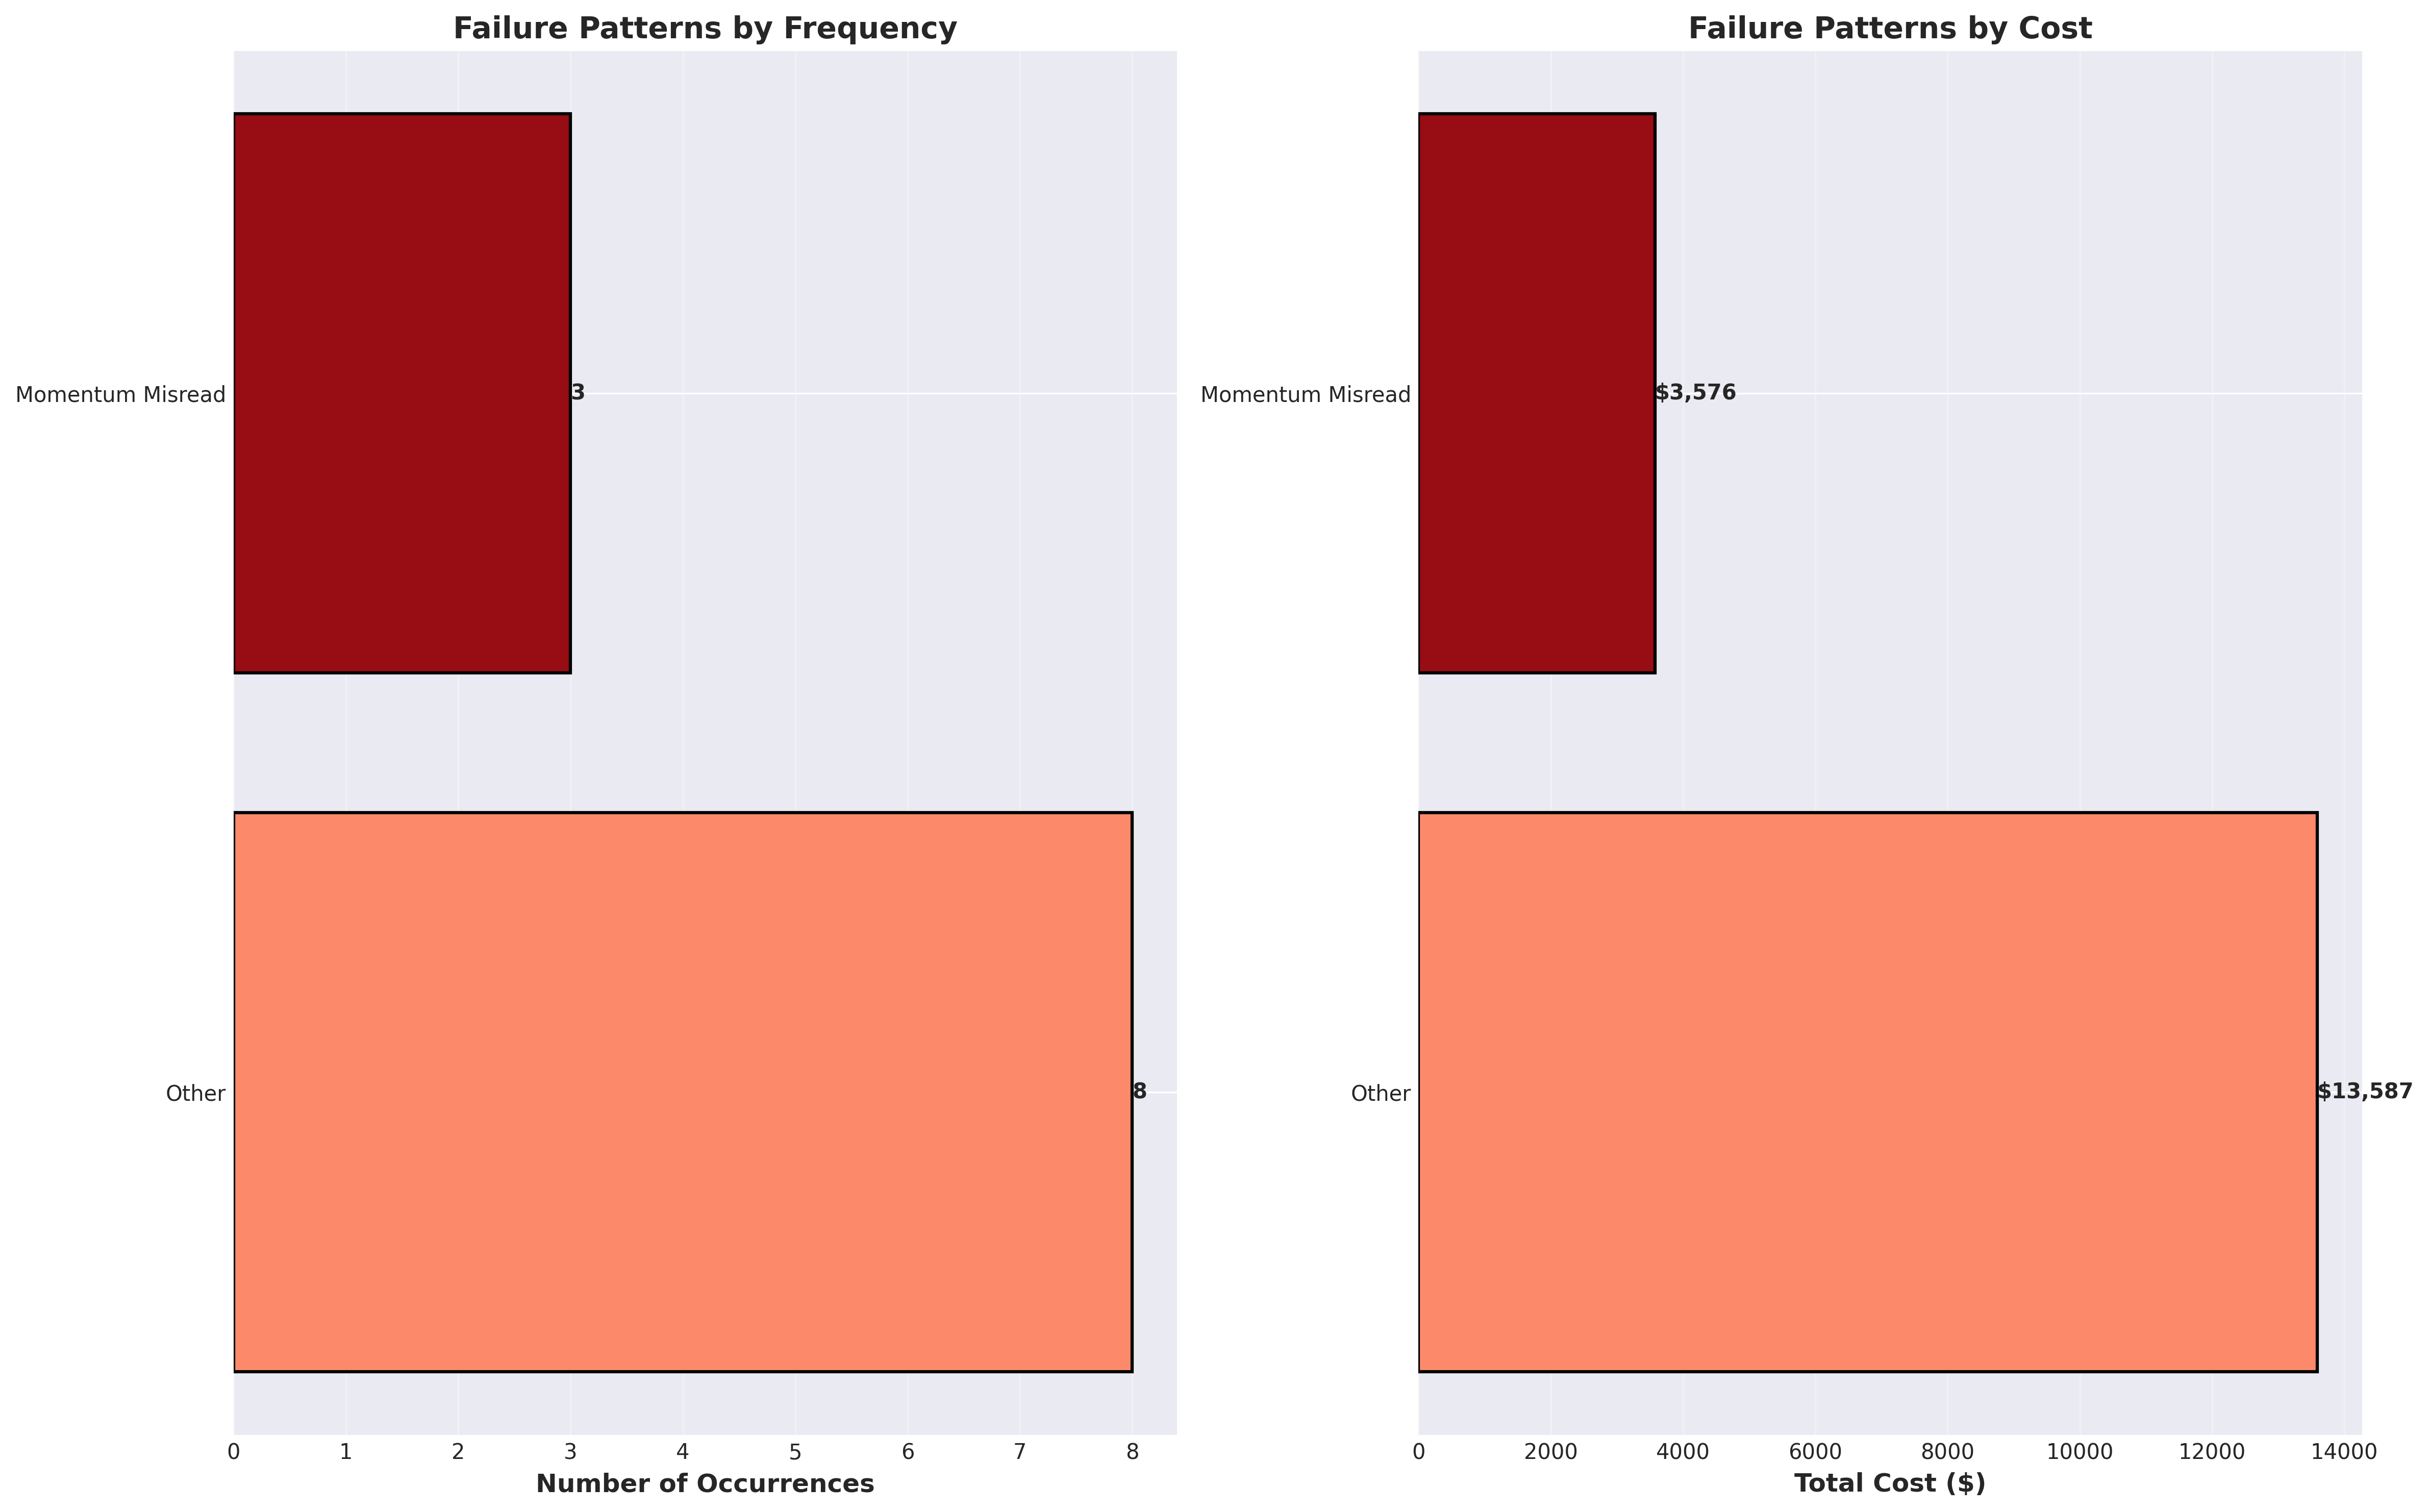 Failure Patterns by Frequency
Momentum Misread
3
Other
8
0 1 2 3 4 5 6 7 8
Number of Occurrences
Failure Patterns by Cost
Momentum Misread
$3,576
Other
$13,587
0 2000 4000 6000 8000 10000 12000 14000
Total Cost ($)